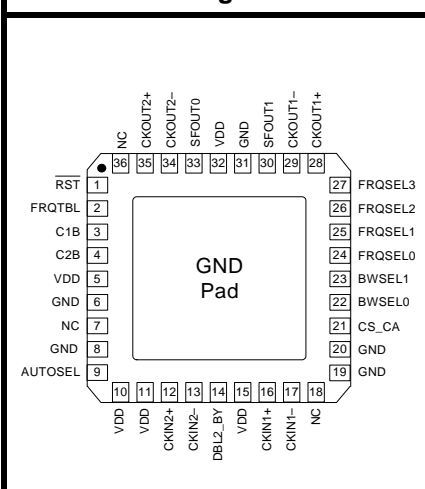 NC
CKOUT2+
CKOUT2–
SFOUT0
VDD
GND
SFOUT1
CKOUT1–
CKOUT1+
36 35 34 33 32 31 30 29 28
RST 1
FRQTBL 2
C1B 3
C2B 4
VDD 5
GND 6
NC 7
GND 8
AUTOSEL 9
GND
Pad
27 FRQSEL3
26 FRQSEL2
25 FRQSEL1
24 FRQSEL0
23 BWSEL1
22 BWSEL0
21 CS_CA
20 GND
19 GND
10 11 12 13 14 15 16 17 18
VDD
VDD
CKIN2+
CKIN2–
DBL2_BY
VDD
CKIN1+
CKIN1–
NC